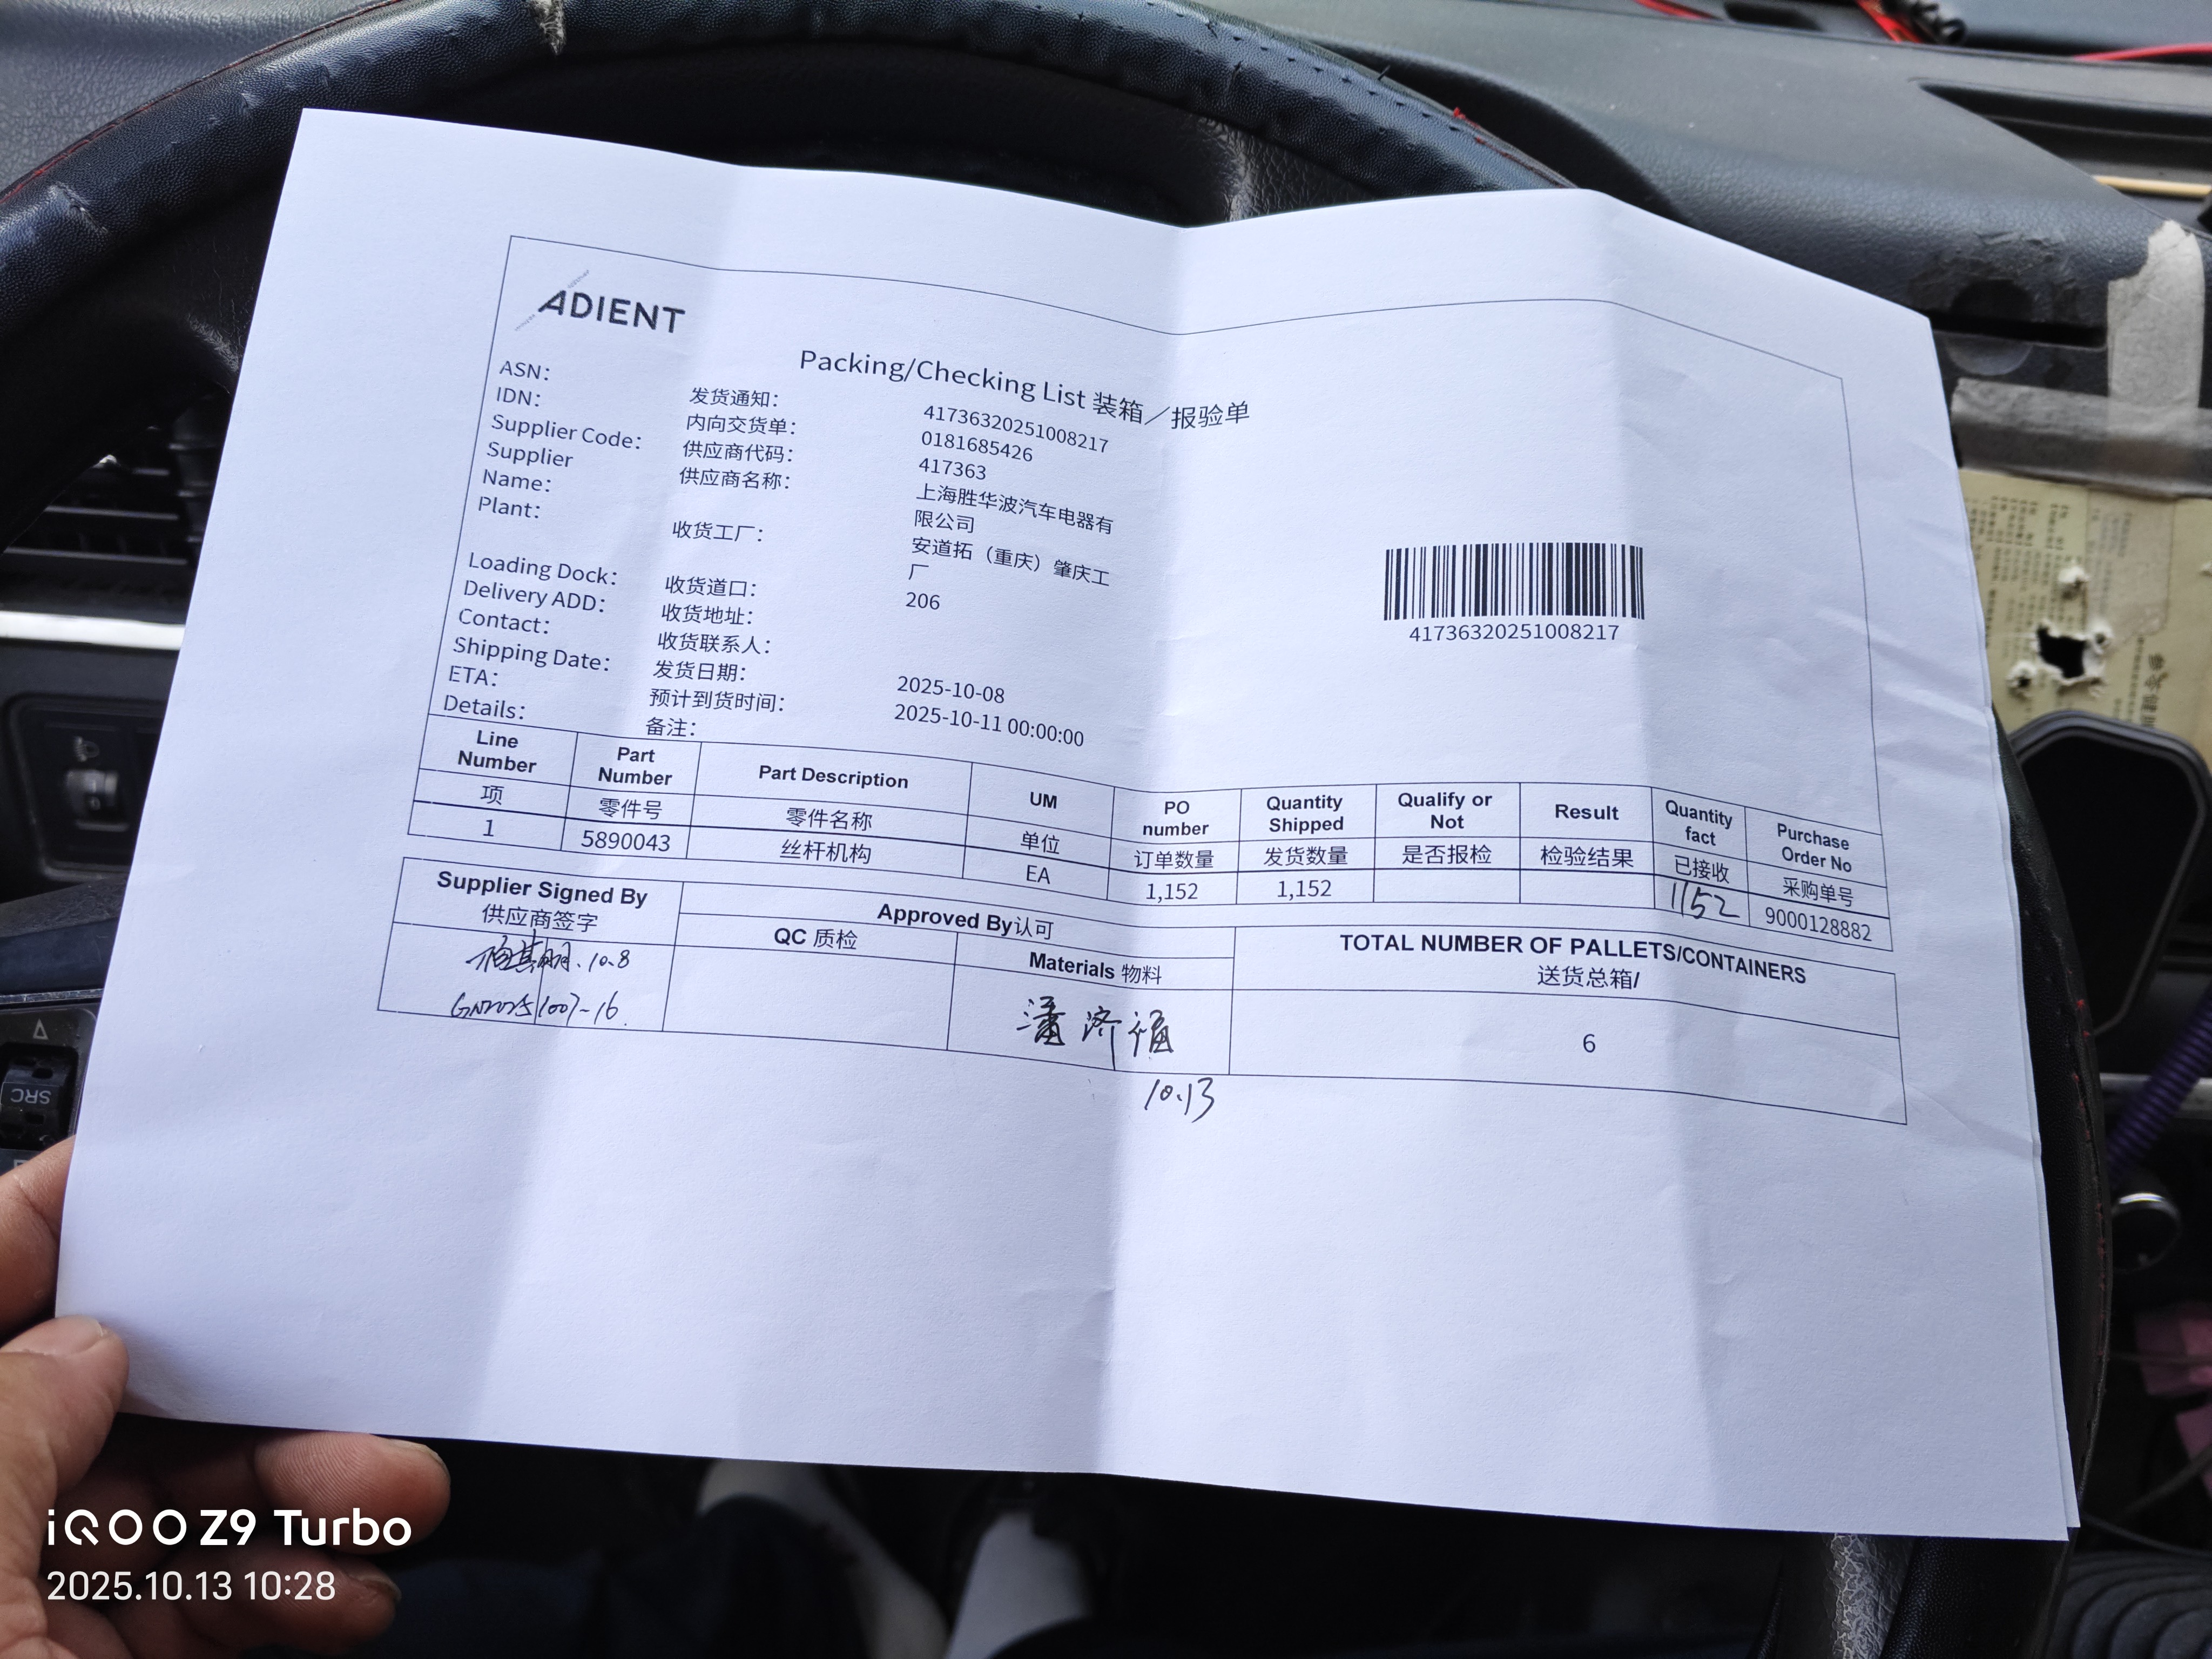 ADIENT
Packing/Checking List 装箱／报验单
ASN： 发货通知： 41736320251008217
IDN： 内向交货单： 0181685426
Supplier Code： 供应商代码： 417363
Supplier Name： 供应商名称： 上海胜华波汽车电器有限公司
Plant： 收货工厂： 安道拓（重庆）肇庆工厂
Loading Dock： 收货道口： 206
Delivery ADD： 收货地址：
Contact： 收货联系人：
Shipping Date： 发货日期： 2025-10-08
ETA： 预计到货时间： 2025-10-11 00:00:00
Details： 备注：
41736320251008217
Line Number Part Number Part Description UM PO number Quantity Shipped Qualify or Not Result Quantity fact Purchase Order No
项 零件号 零件名称 单位 订单数量 发货数量 是否报检 检验结果 已接收 采购单号
1 5890043 丝杆机构 EA 1,152 1,152 1152 9000128882
Supplier Signed By 供应商签字 Approved By认可 TOTAL NUMBER OF PALLETS/CONTAINERS
QC 质检 Materials 物料 送货总箱/
10.8
潘济福 6
10.13
SRC
iQOO Z9 Turbo
2025.10.13 10:28